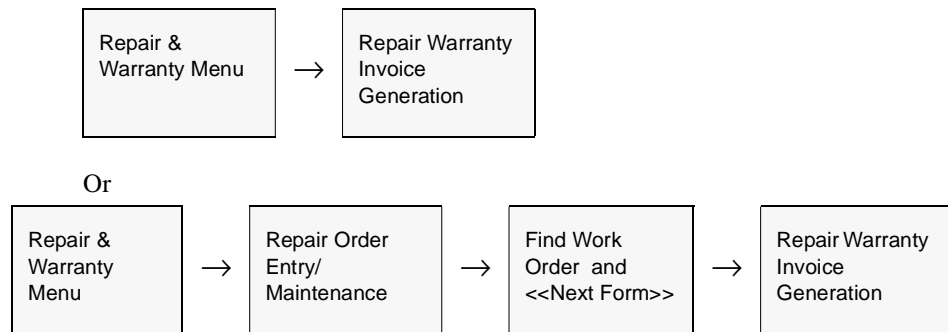 Repair &
Warranty Menu
→
Repair Warranty
Invoice
Generation
Or
Repair &
Warranty
Menu
→
Repair Order
Entry/
Maintenance
→
Find Work
Order and
<<Next Form>>
→
Repair Warranty
Invoice
Generation